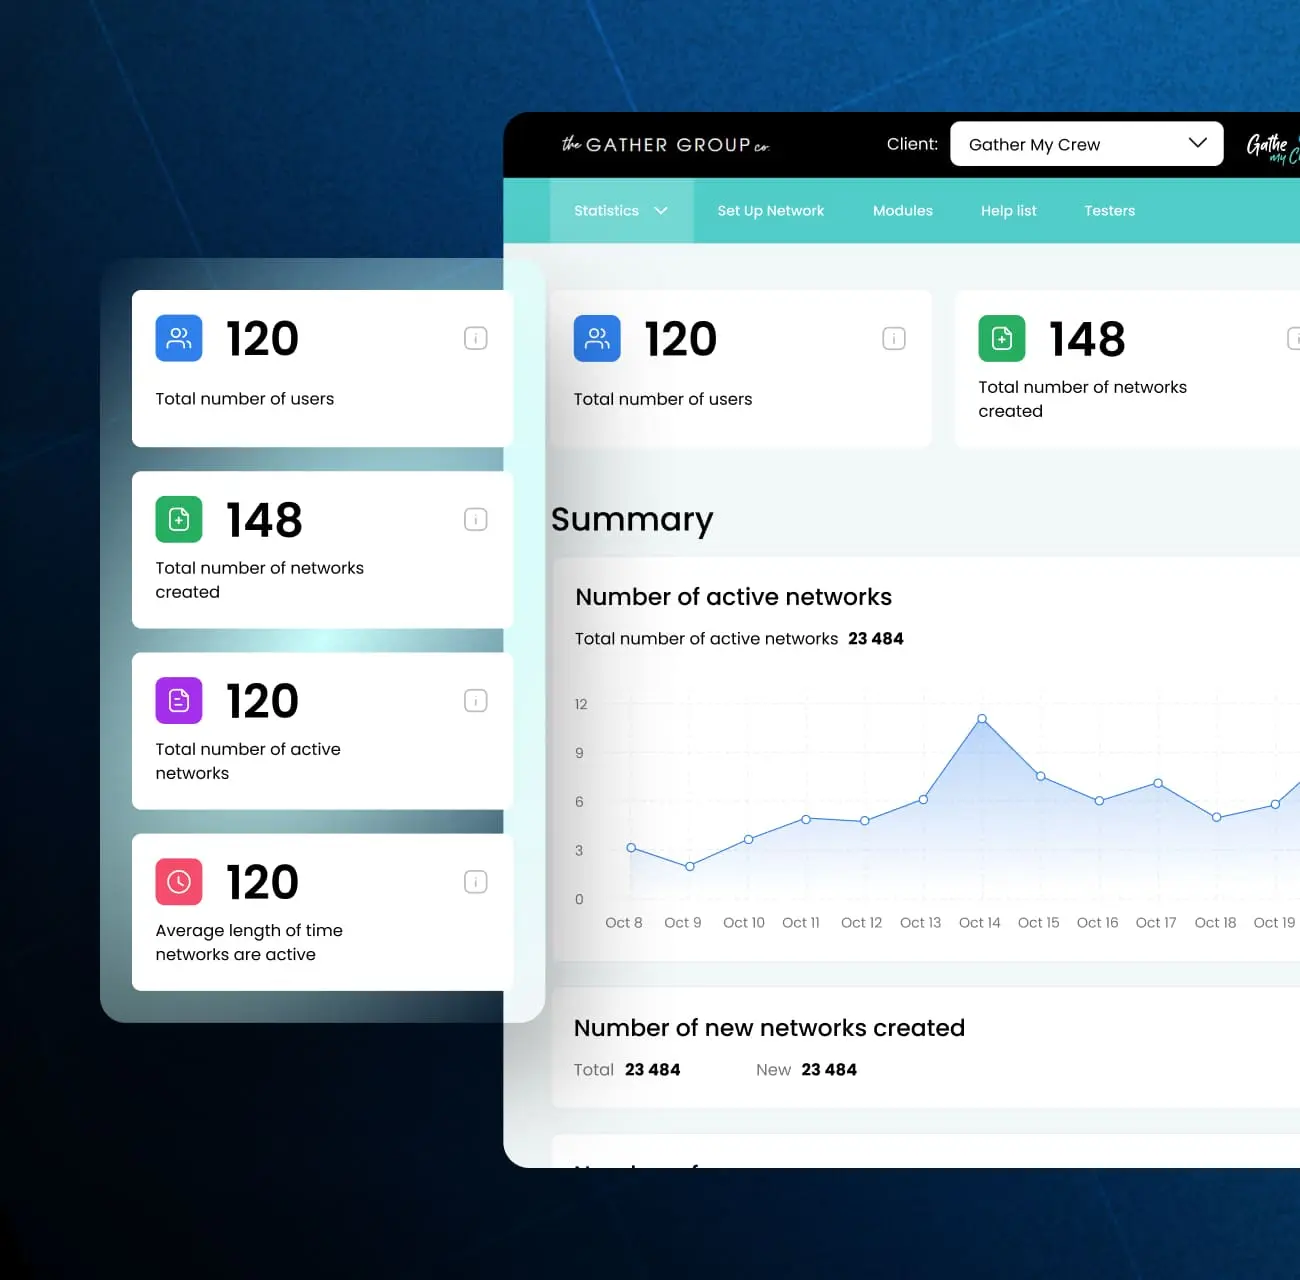 the GATHER GROUP co.
Client:
Gather My Crew
Gathe
my C
Statistics
Set Up Network
Modules
Help list
Testers
120
Total number of users
148
Total number of networks
created
120
Total number of active
networks
120
Average length of time
networks are active
120
Total number of users
148
Total number of networks
created
Summary
Number of active networks
Total number of active networks 23 484
12
9
6
3
0
Oct 8 Oct 9 Oct 10 Oct 11 Oct 12 Oct 13 Oct 14 Oct 15 Oct 16 Oct 17 Oct 18 Oct 19
Number of new networks created
Total 23 484 New 23 484